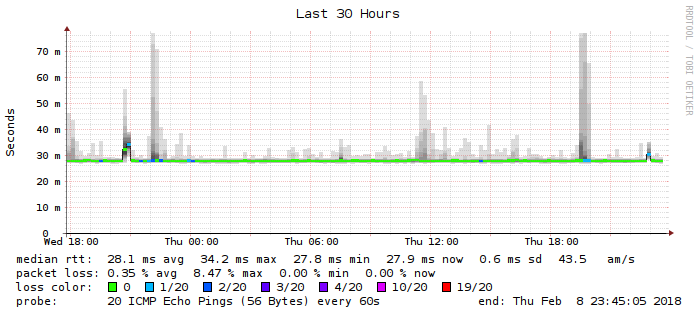 Last 30 Hours
RRDTOOL / TOBI OETIKER
Seconds
70 m
60 m
50 m
40 m
30 m
20 m
10 m
0
Wed 18:00 Thu 00:00 Thu 06:00 Thu 12:00 Thu 18:00
median rtt: 28.1 ms avg 34.2 ms max 27.8 ms min 27.9 ms now 0.6 ms sd 43.5 am/s
packet loss: 0.35 % avg 8.47 % max 0.00 % min 0.00 % now
loss color: 0 1/20 2/20 3/20 4/20 10/20 19/20
probe: 20 ICMP Echo Pings (56 Bytes) every 60s end: Thu Feb 8 23:45:05 2018